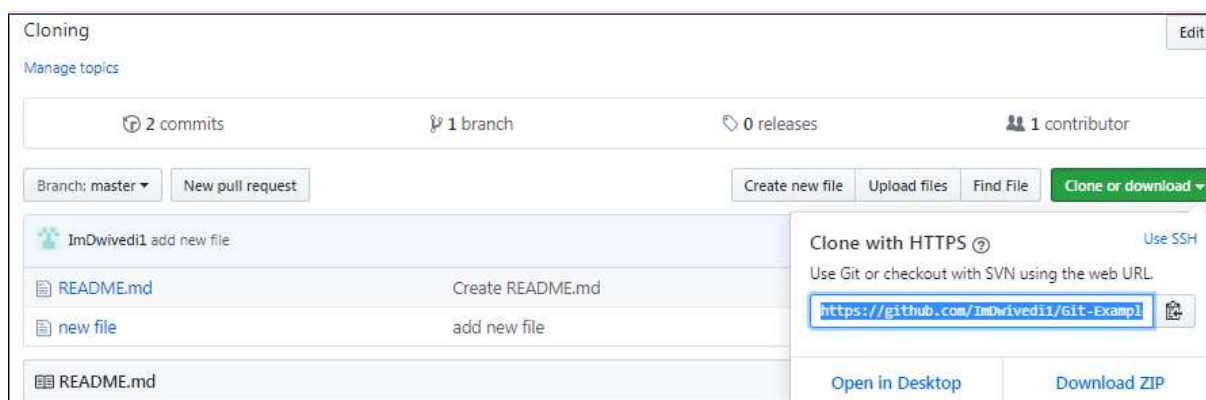 Cloning
Edit
Manage topics
2 commits
1 branch
0 releases
1 contributor
Branch: master
New pull request
Create new file
Upload files
Find File
Clone or download
ImDwivedi1 add new file
README.md
Create README.md
new file
add new file
README.md
Clone with HTTPS
Use SSH
Use Git or checkout with SVN using the web URL.
https://github.com/ImDwivedi1/Git-Exampl
Open in Desktop
Download ZIP